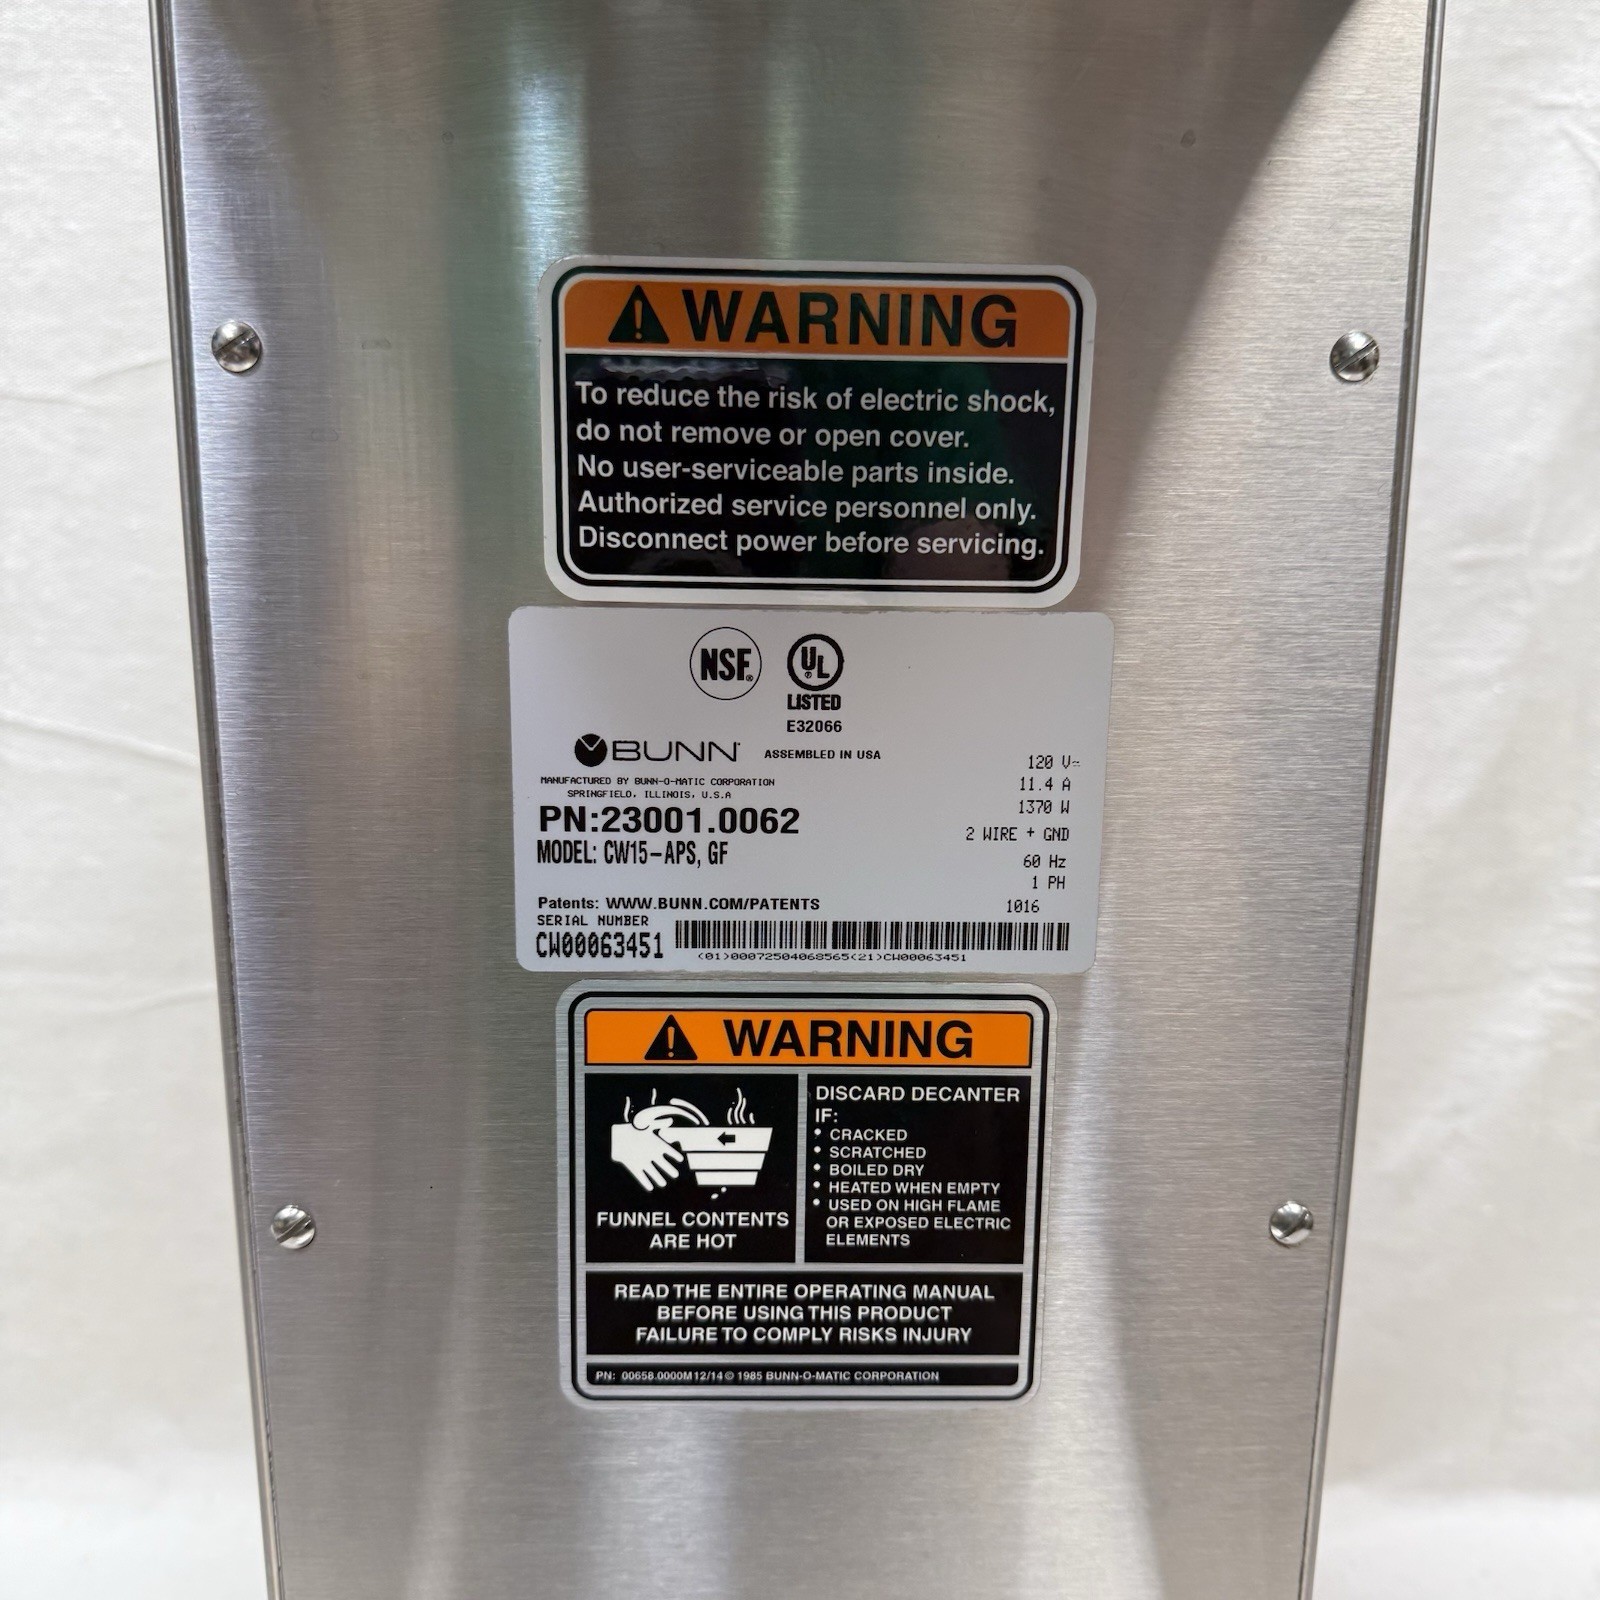 WARNING
To reduce the risk of electric shock,
do not remove or open cover.
No user-serviceable parts inside.
Authorized service personnel only.
Disconnect power before servicing.
NSF®
UL®
LISTED
E32066
BUNN® ASSEMBLED IN USA
MANUFACTURED BY BUNN-O-MATIC CORPORATION
SPRINGFIELD, ILLINOIS, U.S.A
PN:23001.0062
MODEL: CW15-APS, GF
120 V~
11.4 A
1370 W
2 WIRE + GND
60 Hz
1 PH
Patents: WWW.BUNN.COM/PATENTS
1016
SERIAL NUMBER
CW00063451
(01)00072504068565(21)CW00063451
WARNING
FUNNEL CONTENTS
ARE HOT
DISCARD DECANTER
IF:
• CRACKED
• SCRATCHED
• BOILED DRY
• HEATED WHEN EMPTY
• USED ON HIGH FLAME
OR EXPOSED ELECTRIC
ELEMENTS
READ THE ENTIRE OPERATING MANUAL
BEFORE USING THIS PRODUCT
FAILURE TO COMPLY RISKS INJURY
PN: 00658.0000M 12/14 © 1985 BUNN-O-MATIC CORPORATION